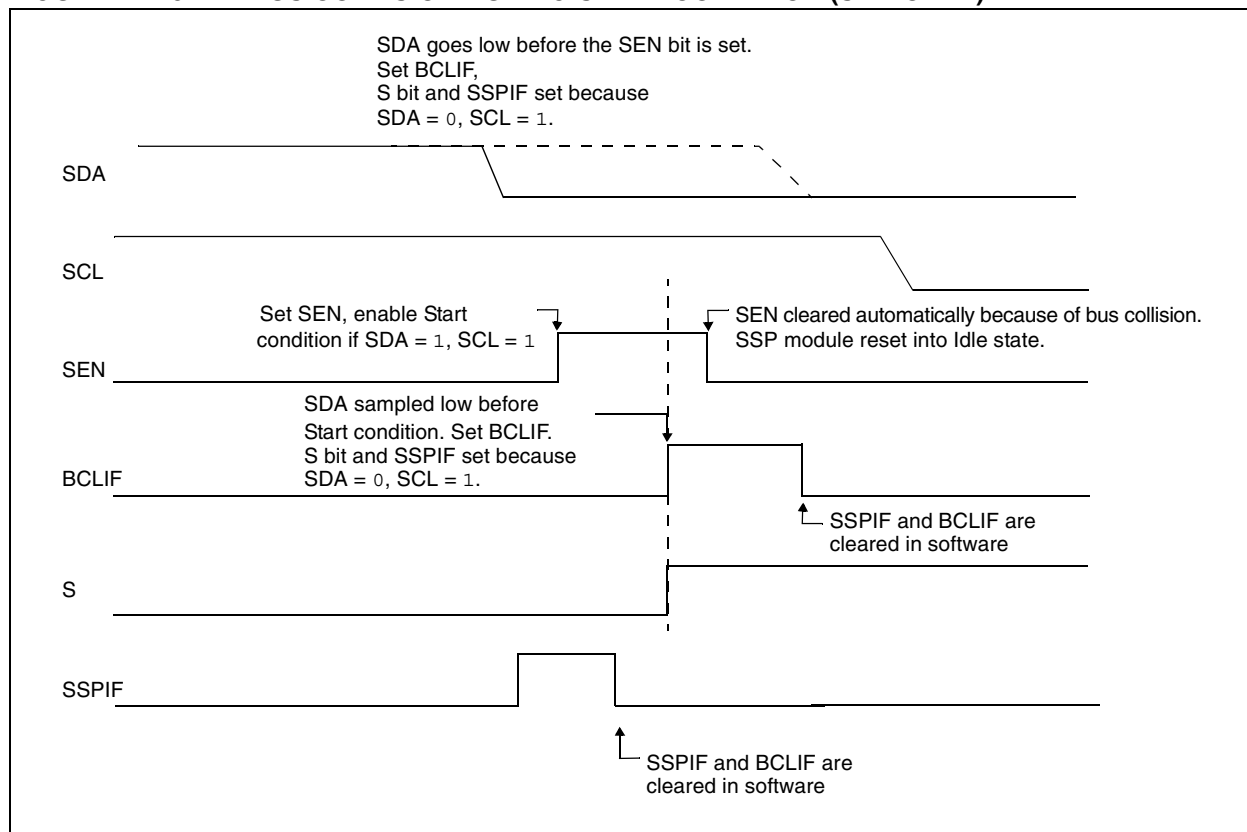 SDA goes low before the SEN bit is set.
Set BCLIF,
S bit and SSPIF set because
SDA = 0, SCL = 1.
SDA
SCL
Set SEN, enable Start
condition if SDA = 1, SCL = 1
SEN cleared automatically because of bus collision.
SSP module reset into Idle state.
SEN
SDA sampled low before
Start condition. Set BCLIF.
S bit and SSPIF set because
SDA = 0, SCL = 1.
BCLIF
SSPIF and BCLIF are
cleared in software
S
SSPIF
SSPIF and BCLIF are
cleared in software